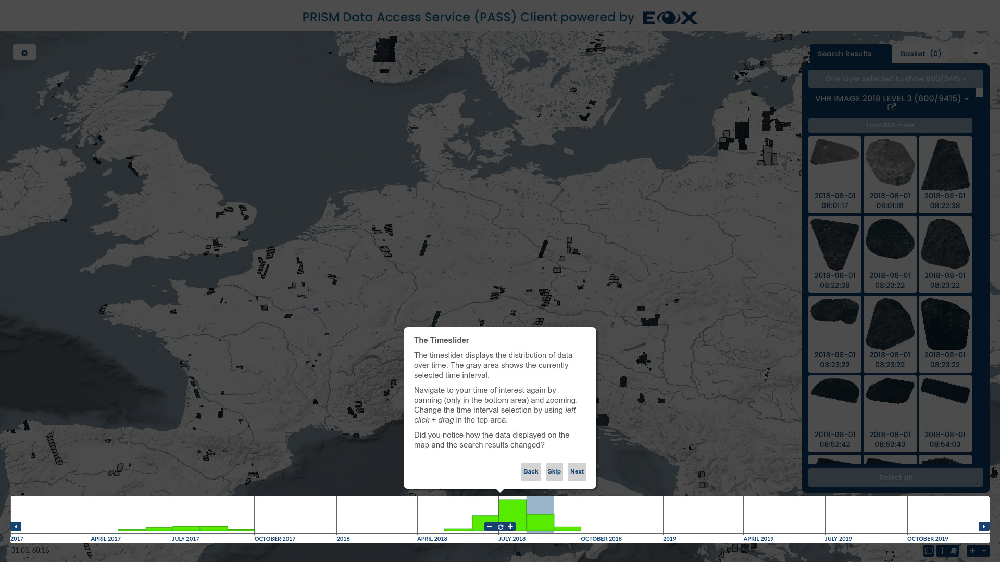 PRISM Data Access Service (PASS) Client powered by EOX
Search Results
Basket (0)
One layer selected to show 600/9415
VHR IMAGE 2018 LEVEL 3 (600/9415)
Load 600 more
2018-08-01 08:01:17
2018-08-01 08:01:18
2018-08-01 08:22:38
2018-08-01 08:22:38
2018-08-01 08:23:22
2018-08-01 08:23:22
2018-08-01 08:23:22
2018-08-01 08:23:22
2018-08-01 08:23:22
2018-08-01 08:52:42
2018-08-01 08:52:43
2018-08-01 08:54:03
Select all
The Timeslider
The timeslider displays the distribution of data
over time. The gray area shows the currently
selected time interval.
Navigate to your time of interest again by
panning (only in the bottom area) and zooming.
Change the time interval selection by using left
click + drag in the top area.
Did you notice how the data displayed on the
map and the search results changed?
Back Skip Next
2017 APRIL 2017 JULY 2017 OCTOBER 2017 2018 APRIL 2018 JULY 2018 OCTOBER 2018 2019 APRIL 2019 JULY 2019 OCTOBER 2019
31.03, 60.16